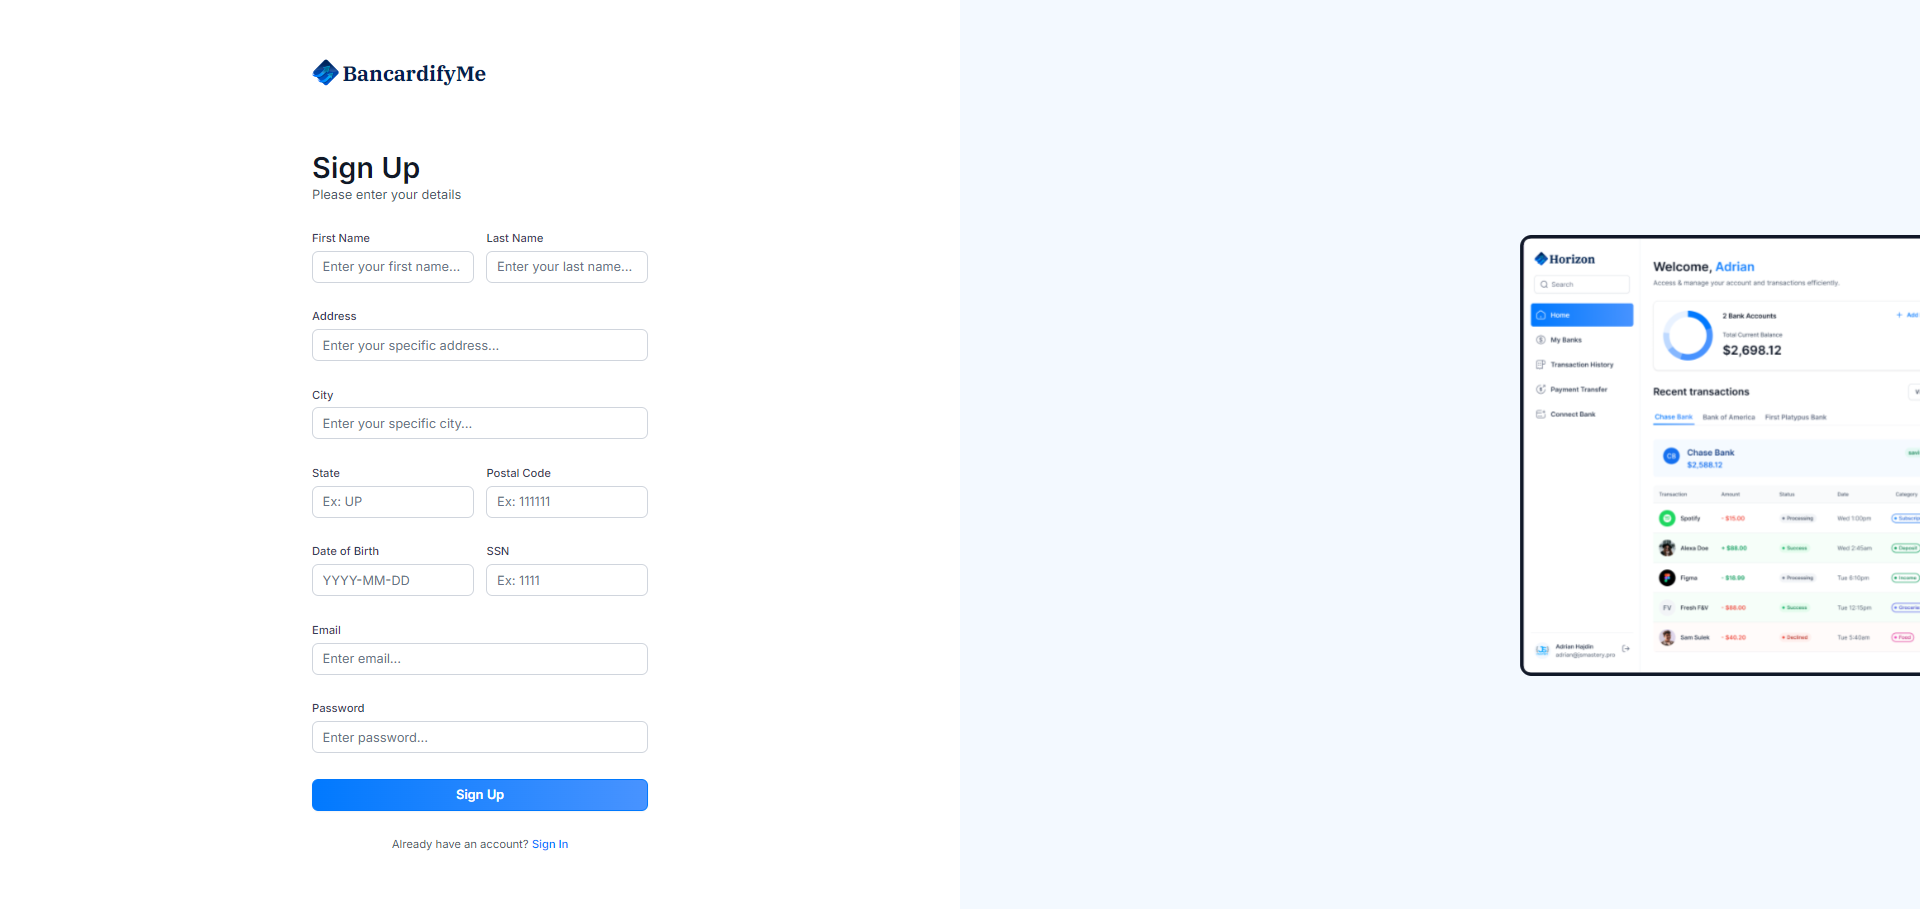 BancardifyMe
Sign Up
Please enter your details
First Name Last Name
Enter your first name... Enter your last name...
Address
Enter your specific address...
City
Enter your specific city...
State Postal Code
Ex: UP Ex: 111111
Date of Birth SSN
YYYY-MM-DD Ex: 1111
Email
Enter email...
Password
Enter password...
Sign Up
Already have an account? Sign In
Horizon
Search
Home
My Banks
Transaction History
Payment Transfer
Connect Bank
Adrian Hajdin
adrian@jsmastery.pro
Welcome, Adrian
Access & manage your account and transactions efficiently.
2 Bank Accounts
+ Add
Total Current Balance
$2,698.12
Recent transactions
Chase Bank Bank of America First Platypus Bank
CB
Chase Bank
$2,588.12
Transaction Amount Status Date Category
Spotify - $15.00 Processing Wed 1:00pm
Alexa Doe + $88.00 Success Wed 2:45am Deposit
Figma - $18.99 Processing Tue 8:10pm Income
FV Fresh F&V - $88.00 Success Tue 12:15pm
Sam Sulek - $40.20 Declined Tue 5:40am Food